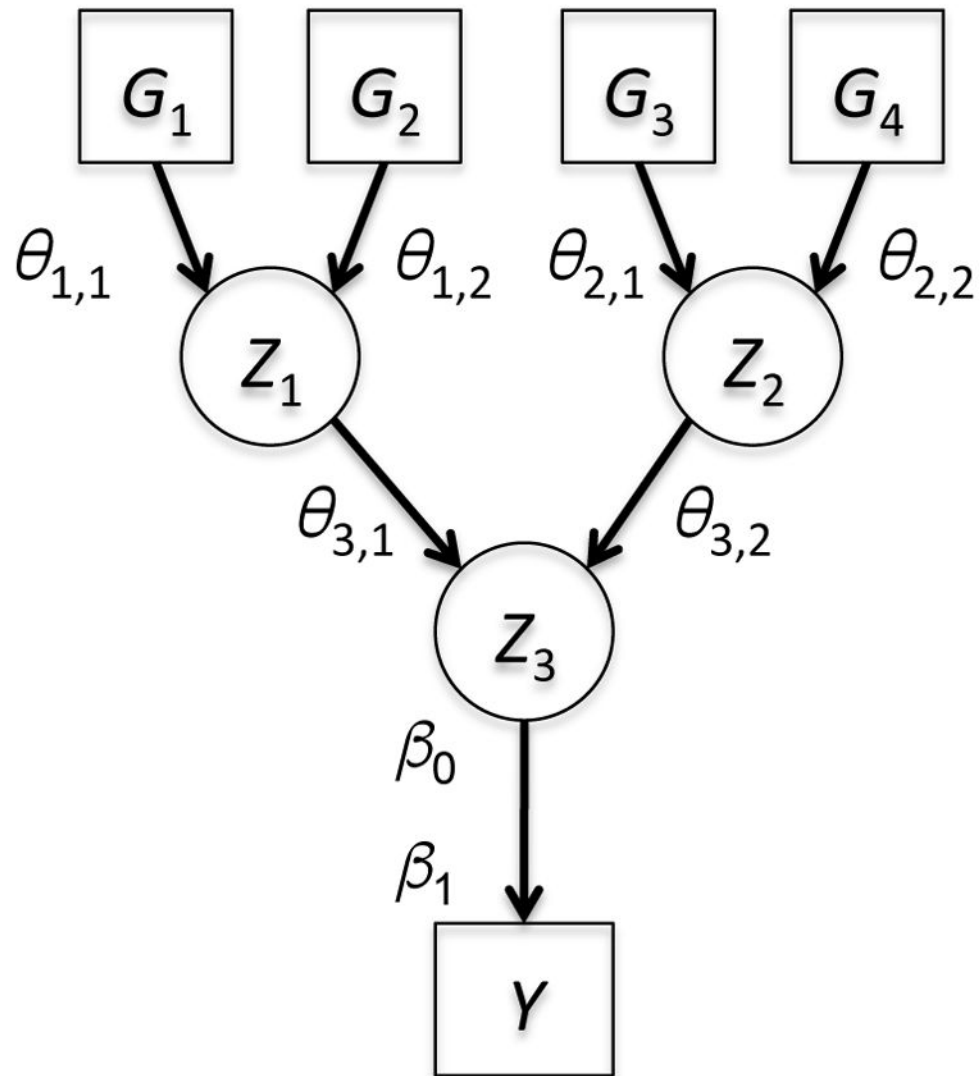 G₁ G₂ G₃ G₄
θ₁,₁ θ₁,₂ θ₂,₁ θ₂,₂
Z₁ Z₂
θ₃,₁ θ₃,₂
Z₃
β₀
β₁
Y